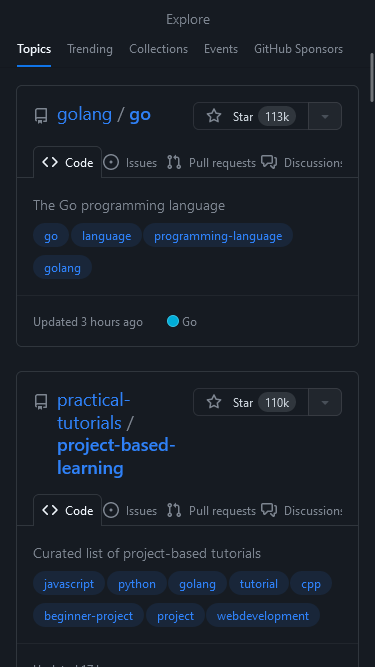 Explore
Topics Trending Collections Events GitHub Sponsors
golang / go Star 113k
Code Issues Pull requests Discussions
The Go programming language
go language programming-language
golang
Updated 3 hours ago Go
practical- Star 110k
tutorials /
project-based-
learning
Code Issues Pull requests Discussions
Curated list of project-based tutorials
javascript python golang tutorial cpp
beginner-project project webdevelopment